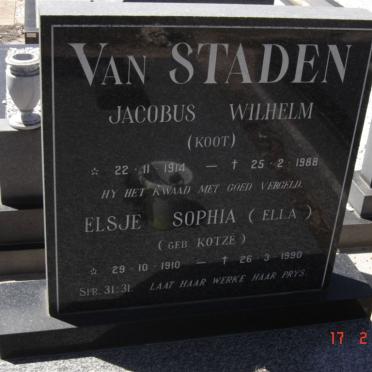 VAN STADEN
JACOBUS WILHELM
(KOOT)
☆ 22·11·1914 — † 25·2·1988
HY HET KWAAD MET GOED VERGELD.
ELSJE SOPHIA (ELLA)
(GEB KOTZÉ)
☆ 29·10·1910 — † 26·3·1990
SPR. 31:31. LAAT HAAR WERKE HAAR PRYS.
17 2